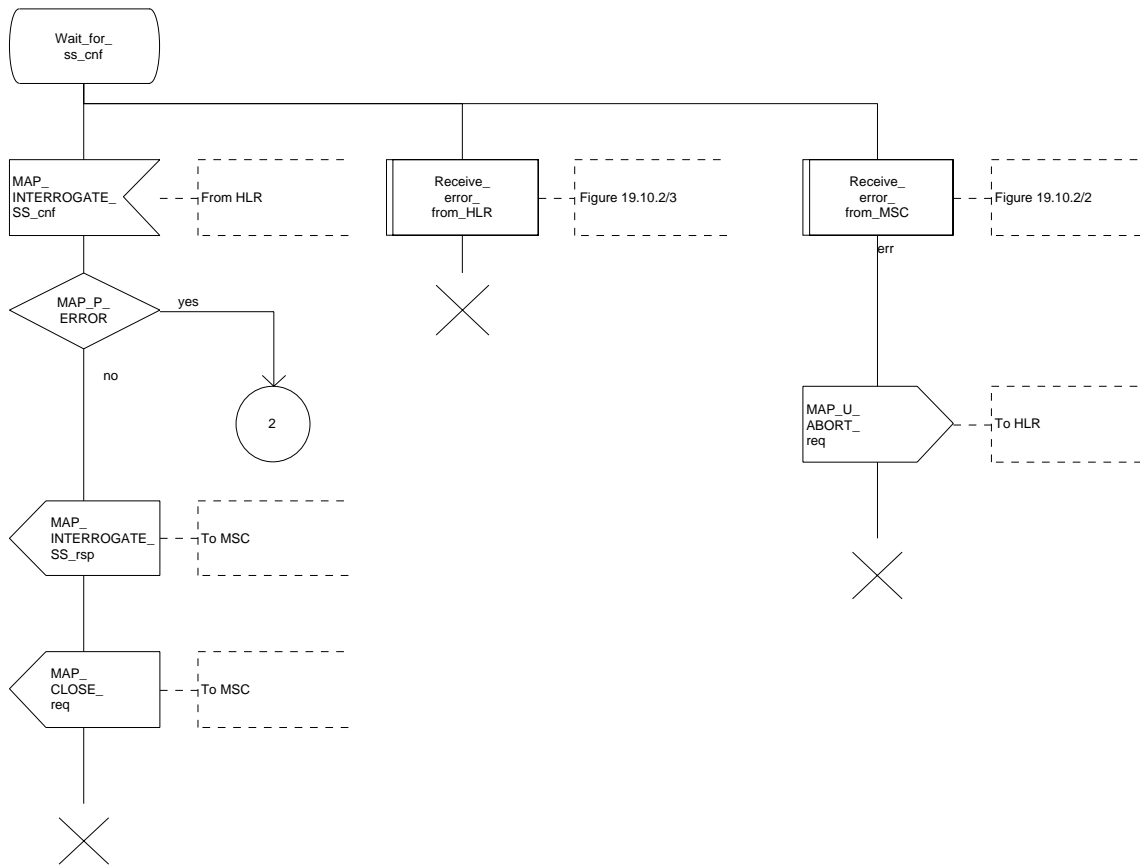 Wait_for_
ss_cnf
MAP_
INTERROGATE_
SS_cnf
From HLR
Receive_
error_
from_HLR
Figure 19.10.2/3
Receive_
error_
from_MSC
Figure 19.10.2/2
err
MAP_P_
ERROR
yes
no
2
MAP_U_
ABORT_
req
To HLR
MAP_
INTERROGATE_
SS_rsp
To MSC
MAP_
CLOSE_
req
To MSC